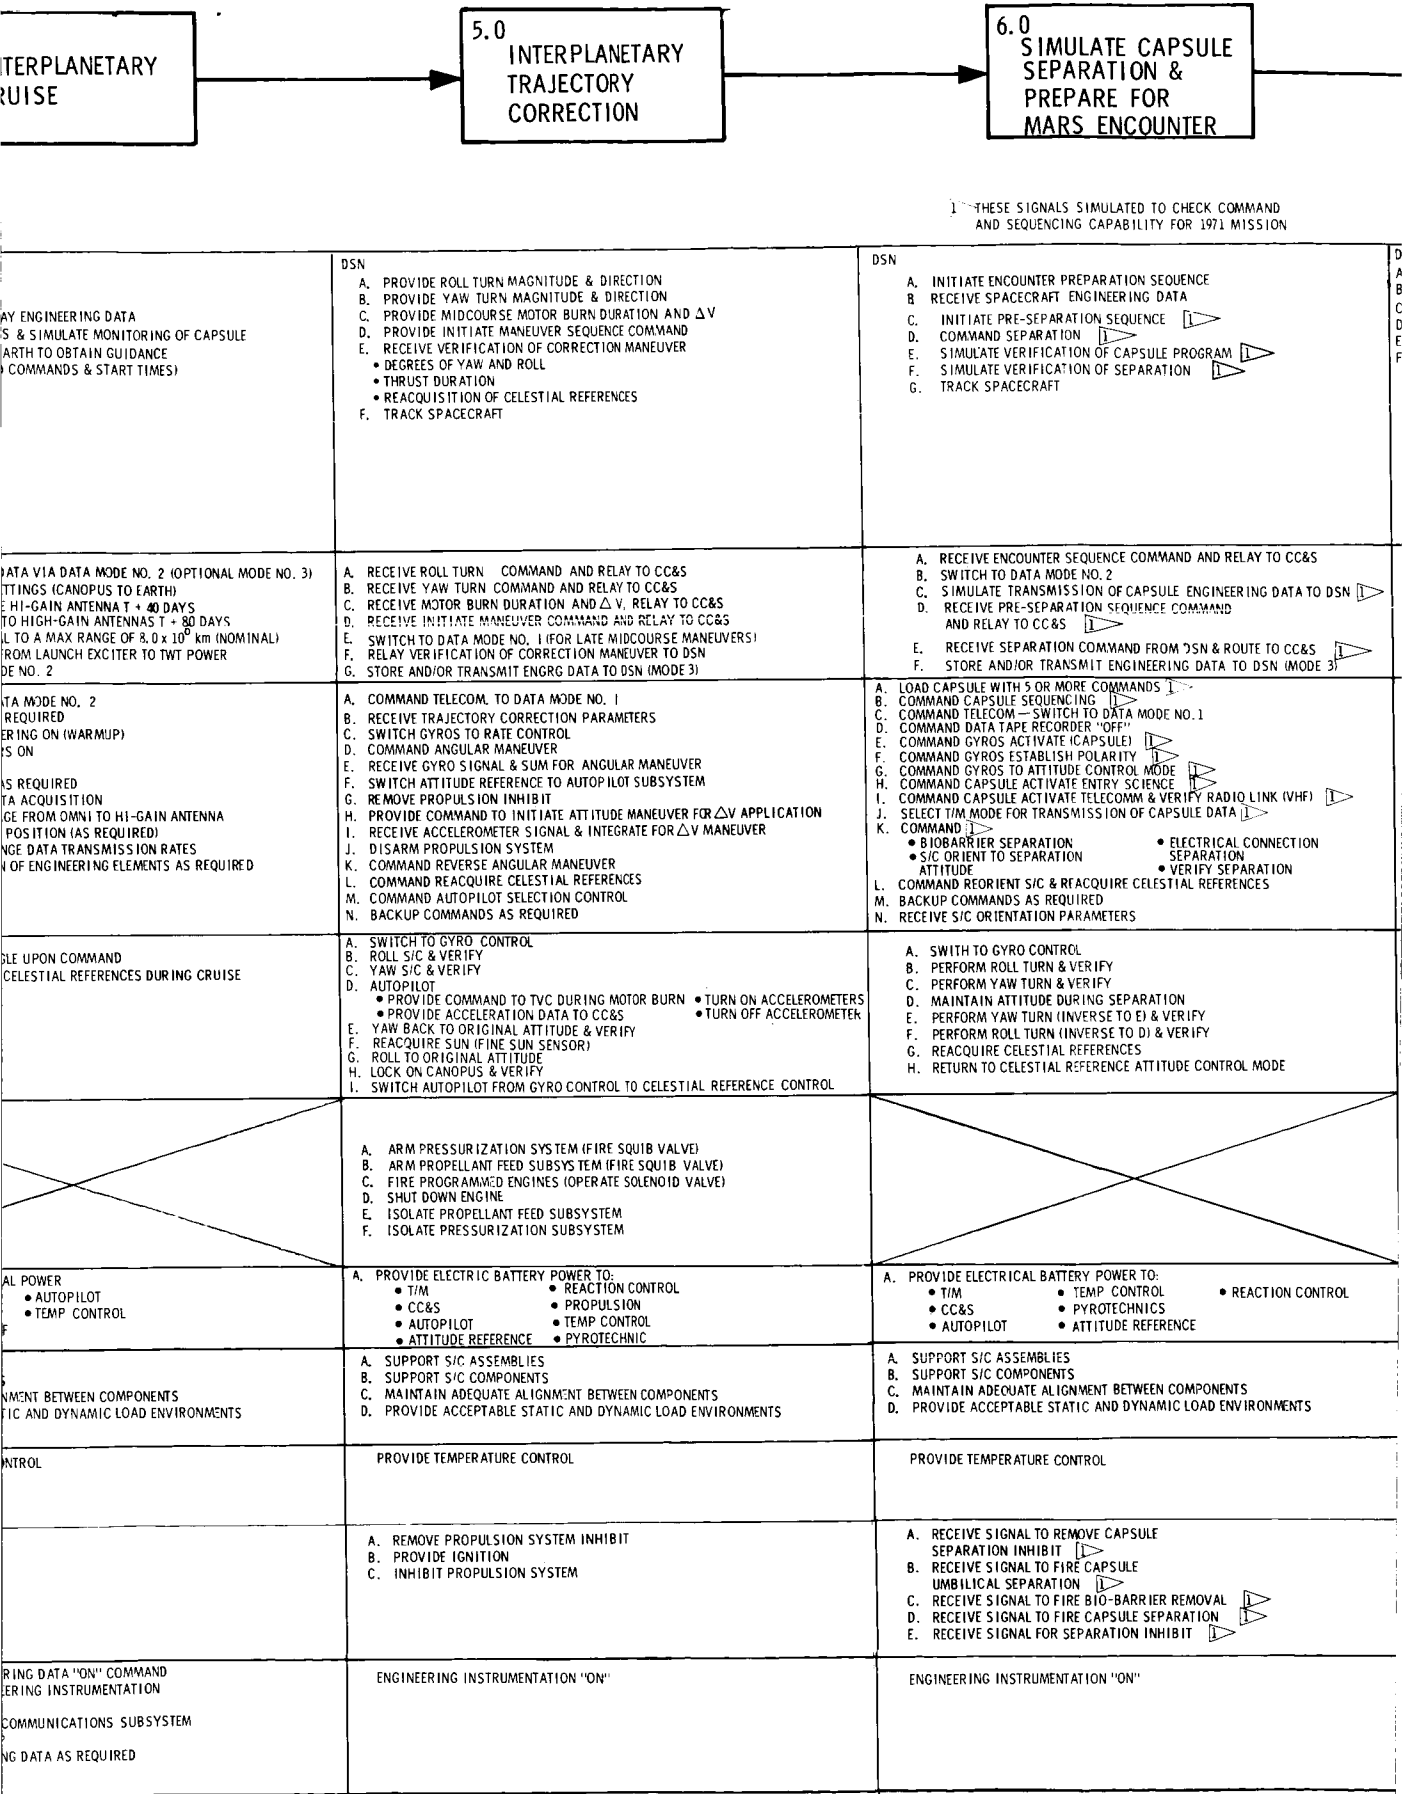 TERPLANETARY
RUISE
5.0
INTERPLANETARY
TRAJECTORY
CORRECTION
6.0
SIMULATE CAPSULE
SEPARATION &
PREPARE FOR
MARS ENCOUNTER
1 THESE SIGNALS SIMULATED TO CHECK COMMAND
AND SEQUENCING CAPABILITY FOR 1971 MISSION
AY ENGINEERING DATA
S & SIMULATE MONITORING OF CAPSULE
ARTH TO OBTAIN GUIDANCE
COMMANDS & START TIMES)
DSN
A. PROVIDE ROLL TURN MAGNITUDE & DIRECTION
B. PROVIDE YAW TURN MAGNITUDE & DIRECTION
C. PROVIDE MIDCOURSE MOTOR BURN DURATION AND △V
D. PROVIDE INITIATE MANEUVER SEQUENCE COMMAND
E. RECEIVE VERIFICATION OF CORRECTION MANEUVER
• DEGREES OF YAW AND ROLL
• THRUST DURATION
• REACQUISITION OF CELESTIAL REFERENCES
F. TRACK SPACECRAFT
DSN
A. INITIATE ENCOUNTER PREPARATION SEQUENCE
B RECEIVE SPACECRAFT ENGINEERING DATA
C. INITIATE PRE-SEPARATION SEQUENCE 1
D. COMMAND SEPARATION 1
E. SIMULATE VERIFICATION OF CAPSULE PROGRAM 1
F. SIMULATE VERIFICATION OF SEPARATION 1
G. TRACK SPACECRAFT
D
A
B
C
D
E
F
ATA VIA DATA MODE NO. 2 (OPTIONAL MODE NO. 3)
TTINGS (CANOPUS TO EARTH)
HI-GAIN ANTENNA T + 40 DAYS
TO HIGH-GAIN ANTENNAS T + 80 DAYS
L TO A MAX RANGE OF 8.0 x 10 km (NOMINAL)
ROM LAUNCH EXCITER TO TWT POWER
DE NO. 2
A. RECEIVE ROLL TURN COMMAND AND RELAY TO CC&S
B. RECEIVE YAW TURN COMMAND AND RELAY TO CC&S
C. RECEIVE MOTOR BURN DURATION AND △ V, RELAY TO CC&S
D. RECEIVE INITIATE MANEUVER COMMAND AND RELAY TO CC&S
E. SWITCH TO DATA MODE NO. 1 (FOR LATE MIDCOURSE MANEUVERS)
F. RELAY VERIFICATION OF CORRECTION MANEUVER TO DSN
G. STORE AND/OR TRANSMIT ENGRG DATA TO DSN (MODE 3)
A. RECEIVE ENCOUNTER SEQUENCE COMMAND AND RELAY TO CC&S
B. SWITCH TO DATA MODE NO. 2
C. SIMULATE TRANSMISSION OF CAPSULE ENGINEERING DATA TO DSN 1
D. RECEIVE PRE-SEPARATION SEQUENCE COMMAND
AND RELAY TO CC&S 1
E. RECEIVE SEPARATION COMMAND FROM DSN & ROUTE TO CC&S 1
F. STORE AND/OR TRANSMIT ENGINEERING DATA TO DSN (MODE 3)
TA MODE NO. 2
REQUIRED
ERING ON (WARMUP)
S ON
AS REQUIRED
TA ACQUISITION
GE FROM OMNI TO HI-GAIN ANTENNA
POSITION (AS REQUIRED)
NGE DATA TRANSMISSION RATES
N OF ENGINEERING ELEMENTS AS REQUIRED
A. COMMAND TELECOM. TO DATA MODE NO. 1
B. RECEIVE TRAJECTORY CORRECTION PARAMETERS
C. SWITCH GYROS TO RATE CONTROL
D. COMMAND ANGULAR MANEUVER
E. RECEIVE GYRO SIGNAL & SUM FOR ANGULAR MANEUVER
F. SWITCH ATTITUDE REFERENCE TO AUTOPILOT SUBSYSTEM
G. REMOVE PROPULSION INHIBIT
H. PROVIDE COMMAND TO INITIATE ATTITUDE MANEUVER FOR △V APPLICATION
I. RECEIVE ACCELEROMETER SIGNAL & INTEGRATE FOR △V MANEUVER
J. DISARM PROPULSION SYSTEM
K. COMMAND REVERSE ANGULAR MANEUVER
L. COMMAND REACQUIRE CELESTIAL REFERENCES
M. COMMAND AUTOPILOT SELECTION CONTROL
N. BACKUP COMMANDS AS REQUIRED
A. LOAD CAPSULE WITH 5 OR MORE COMMANDS 1
B. COMMAND CAPSULE SEQUENCING 1
C. COMMAND TELECOM — SWITCH TO DATA MODE NO. 1
D. COMMAND DATA TAPE RECORDER "OFF"
E. COMMAND GYROS ACTIVATE (CAPSULE) 1
F. COMMAND GYROS ESTABLISH POLARITY 1
G. COMMAND GYROS TO ATTITUDE CONTROL MODE 1
H. COMMAND CAPSULE ACTIVATE ENTRY SCIENCE 1
I. COMMAND CAPSULE ACTIVATE TELECOMM & VERIFY RADIO LINK (VHF) 1
J. SELECT T/M MODE FOR TRANSMISSION OF CAPSULE DATA 1
K. COMMAND 1
• BIOBARRIER SEPARATION • ELECTRICAL CONNECTION
• S/C ORIENT TO SEPARATION SEPARATION
ATTITUDE • VERIFY SEPARATION
L. COMMAND REORIENT S/C & REACQUIRE CELESTIAL REFERENCES
M. BACKUP COMMANDS AS REQUIRED
N. RECEIVE S/C ORIENTATION PARAMETERS
GLE UPON COMMAND
CELESTIAL REFERENCES DURING CRUISE
A. SWITCH TO GYRO CONTROL
B. ROLL S/C & VERIFY
C. YAW S/C & VERIFY
D. AUTOPILOT
• PROVIDE COMMAND TO TVC DURING MOTOR BURN • TURN ON ACCELEROMETERS
• PROVIDE ACCELERATION DATA TO CC&S • TURN OFF ACCELEROMETER
E. YAW BACK TO ORIGINAL ATTITUDE & VERIFY
F. REACQUIRE SUN (FINE SUN SENSOR)
G. ROLL TO ORIGINAL ATTITUDE
H. LOCK ON CANOPUS & VERIFY
I. SWITCH AUTOPILOT FROM GYRO CONTROL TO CELESTIAL REFERENCE CONTROL
A. SWITH TO GYRO CONTROL
B. PERFORM ROLL TURN & VERIFY
C. PERFORM YAW TURN & VERIFY
D. MAINTAIN ATTITUDE DURING SEPARATION
E. PERFORM YAW TURN (INVERSE TO E) & VERIFY
F. PERFORM ROLL TURN (INVERSE TO D) & VERIFY
G. REACQUIRE CELESTIAL REFERENCES
H. RETURN TO CELESTIAL REFERENCE ATTITUDE CONTROL MODE
A. ARM PRESSURIZATION SYSTEM (FIRE SQUIB VALVE)
B. ARM PROPELLANT FEED SUBSYSTEM (FIRE SQUIB VALVE)
C. FIRE PROGRAMMED ENGINES (OPERATE SOLENOID VALVE)
D. SHUT DOWN ENGINE
E. ISOLATE PROPELLANT FEED SUBSYSTEM
F. ISOLATE PRESSURIZATION SUBSYSTEM
AL POWER
• AUTOPILOT
• TEMP CONTROL
F
A. PROVIDE ELECTRIC BATTERY POWER TO:
• T/M • REACTION CONTROL
• CC&S • PROPULSION
• AUTOPILOT • TEMP CONTROL
• ATTITUDE REFERENCE • PYROTECHNIC
A. PROVIDE ELECTRICAL BATTERY POWER TO:
• T/M • TEMP CONTROL • REACTION CONTROL
• CC&S • PYROTECHNICS
• AUTOPILOT • ATTITUDE REFERENCE
S
NMENT BETWEEN COMPONENTS
TIC AND DYNAMIC LOAD ENVIRONMENTS
A. SUPPORT S/C ASSEMBLIES
B. SUPPORT S/C COMPONENTS
C. MAINTAIN ADEQUATE ALIGNMENT BETWEEN COMPONENTS
D. PROVIDE ACCEPTABLE STATIC AND DYNAMIC LOAD ENVIRONMENTS
A. SUPPORT S/C ASSEMBLIES
B. SUPPORT S/C COMPONENTS
C. MAINTAIN ADEQUATE ALIGNMENT BETWEEN COMPONENTS
D. PROVIDE ACCEPTABLE STATIC AND DYNAMIC LOAD ENVIRONMENTS
NTROL
PROVIDE TEMPERATURE CONTROL
PROVIDE TEMPERATURE CONTROL
A. REMOVE PROPULSION SYSTEM INHIBIT
B. PROVIDE IGNITION
C. INHIBIT PROPULSION SYSTEM
A. RECEIVE SIGNAL TO REMOVE CAPSULE
SEPARATION INHIBIT 1
B. RECEIVE SIGNAL TO FIRE CAPSULE
UMBILICAL SEPARATION 1
C. RECEIVE SIGNAL TO FIRE BIO-BARRIER REMOVAL 1
D. RECEIVE SIGNAL TO FIRE CAPSULE SEPARATION 1
E. RECEIVE SIGNAL FOR SEPARATION INHIBIT 1
RING DATA "ON" COMMAND
ERING INSTRUMENTATION
COMMUNICATIONS SUBSYSTEM
NG DATA AS REQUIRED
ENGINEERING INSTRUMENTATION "ON"
ENGINEERING INSTRUMENTATION "ON"